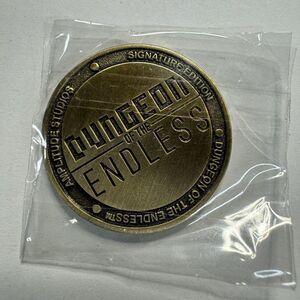 SIGNATURE EDITION
AMPLITUDE STUDIOS
DUNGEON
OF THE
ENDLESS
DUNGEON OF THE ENDLESS™